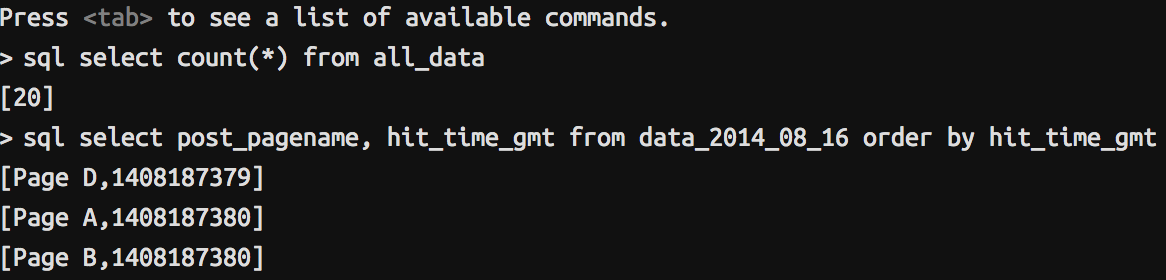 Press <tab> to see a list of available commands.
> sql select count(*) from all_data
[20]
> sql select post_pagename, hit_time_gmt from data_2014_08_16 order by hit_time_gmt
[Page D,1408187379]
[Page A,1408187380]
[Page B,1408187380]